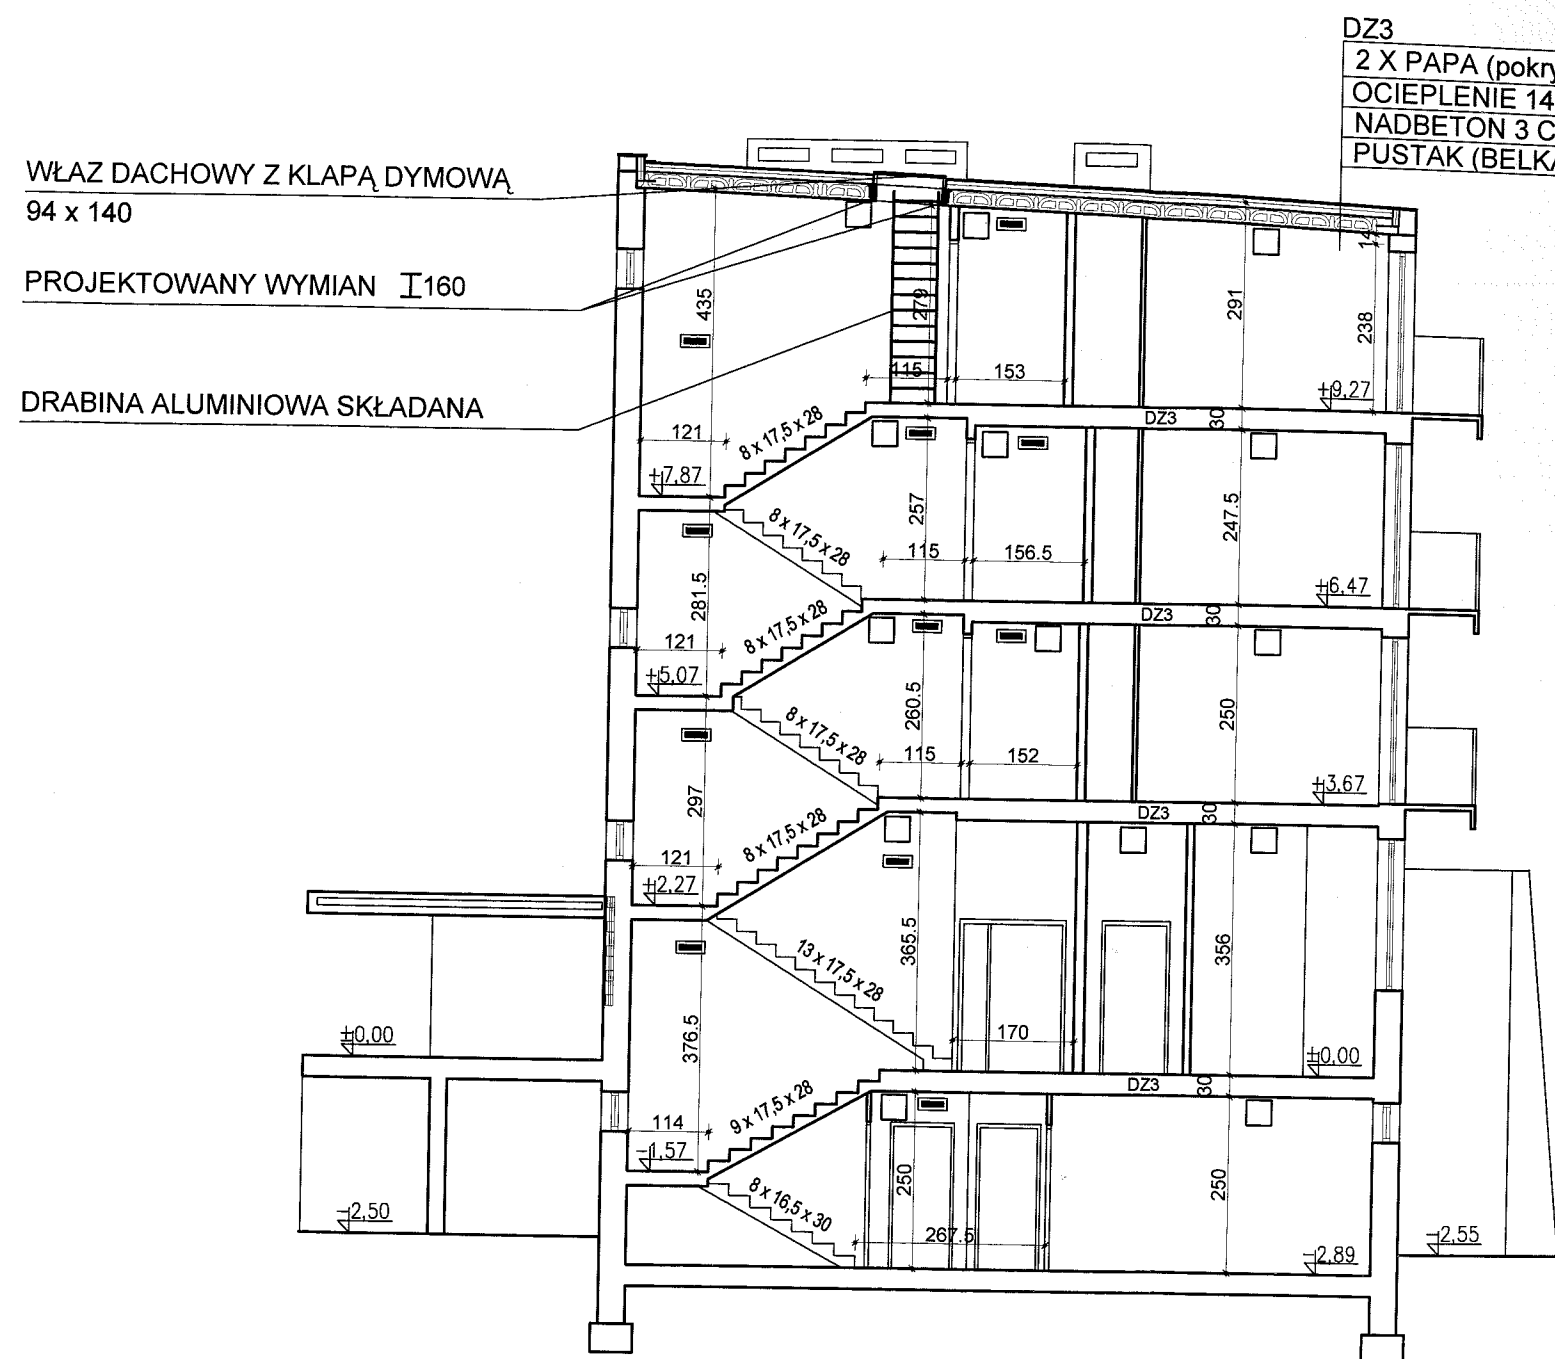 DZ3
2 X PAPA (pokry
OCIEPLENIE 14
NADBETON 3 C
PUSTAK (BELKA
WŁAZ DACHOWY Z KLAPĄ DYMOWĄ
94 x 140
PROJEKTOWANY WYMIAN I160
DRABINA ALUMINIOWA SKŁADANA
14
435
279
291
238
115
153
+9,27
121
8 x 17,5 x 28
DZ3
30
+7,87
8 x 17,5 x 28
257
247.5
115
156.5
281.5
+6,47
8 x 17,5 x 28
DZ3
30
121
+5,07
8 x 17,5 x 28
260.5
250
115
152
297
+3,67
8 x 17,5 x 28
DZ3
30
121
+2,27
13 x 17,5 x 28
365.5
356
376.5
170
±0,00
±0,00
9 x 17,5 x 28
DZ3
30
114
-1,57
8 x 16,5 x 30
250
250
-2,50
267.5
-2,89
-2,55